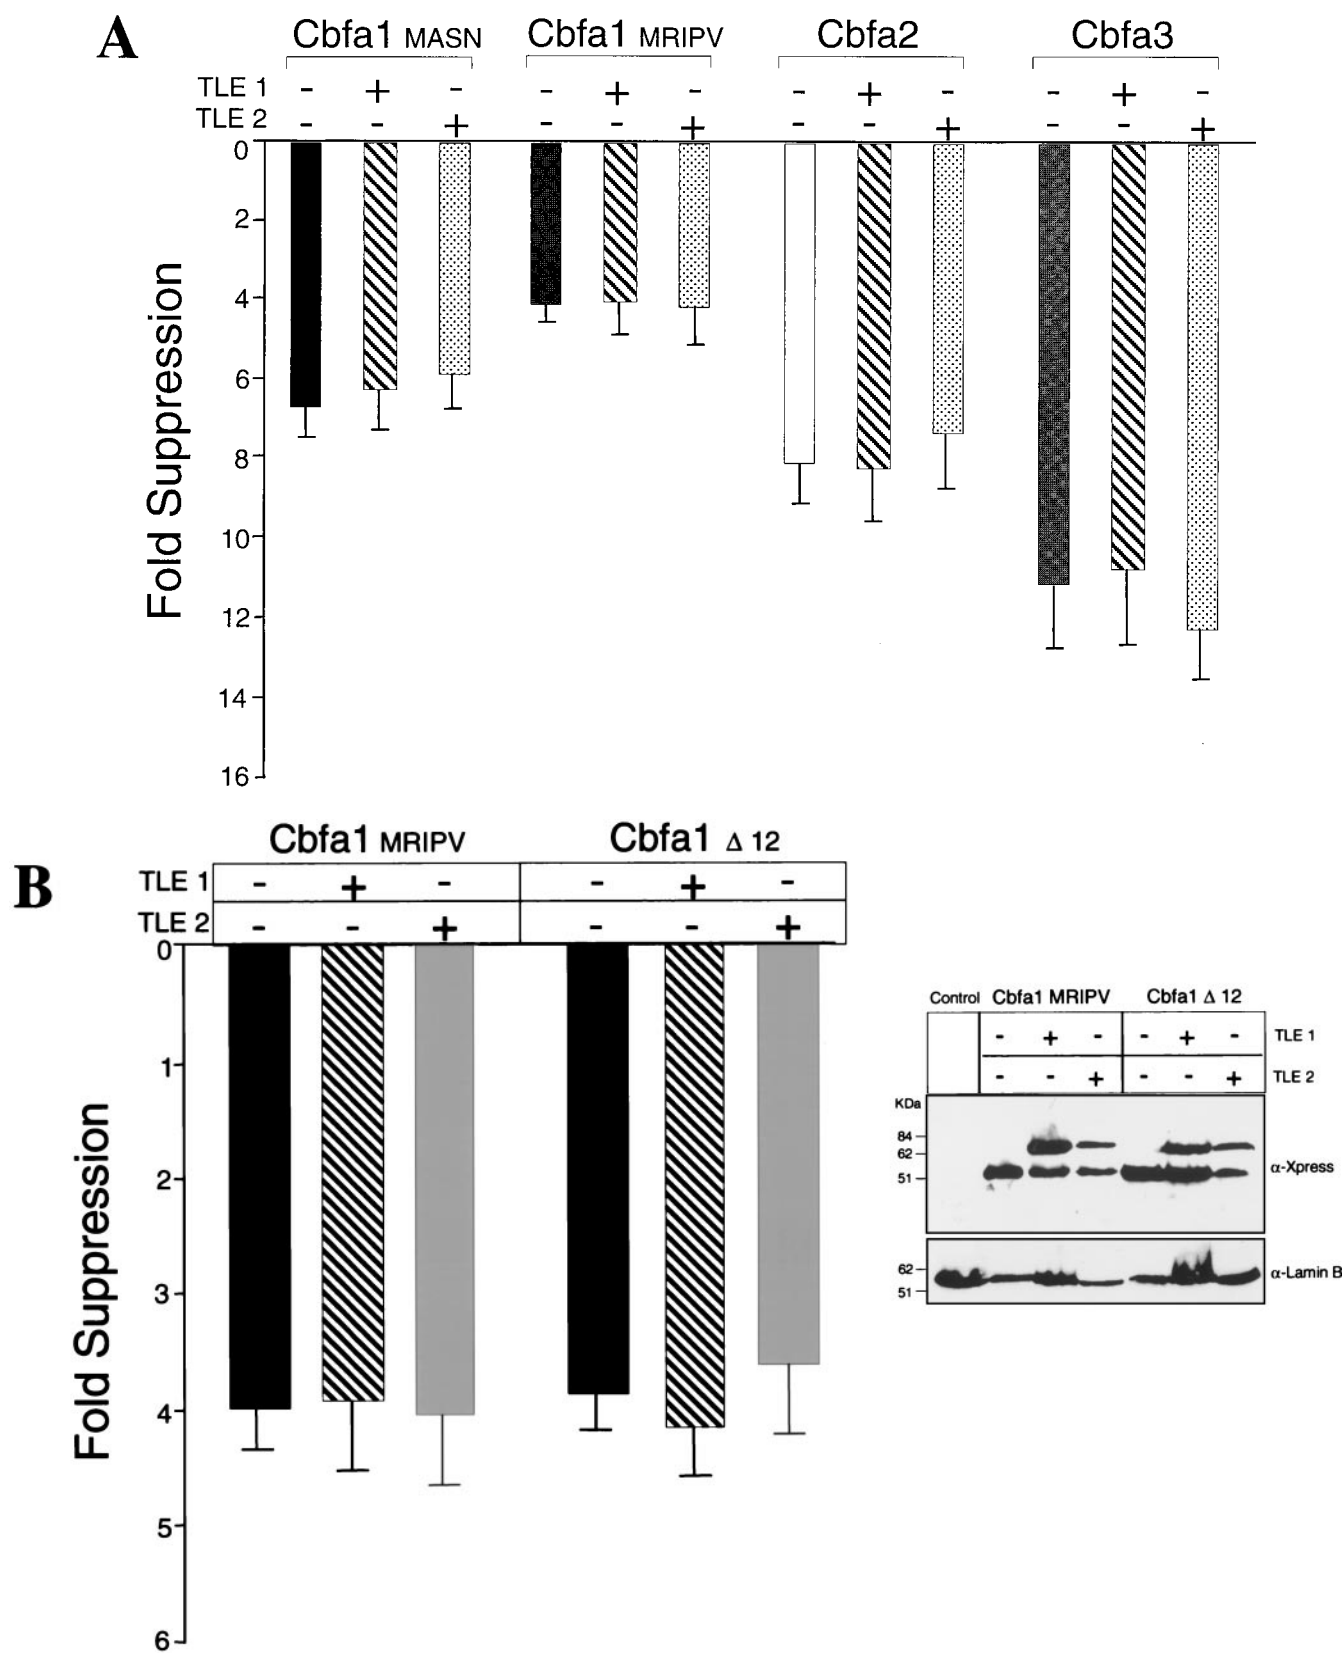 A
Cbfa1 MASN Cbfa1 MRIPV Cbfa2 Cbfa3
TLE 1 - + - - + - - + - - + -
TLE 2 - - + - - + - - + - - +
0
2
4
6
8
10
12
14
16
Fold Suppression
B
Cbfa1 MRIPV Cbfa1 Δ 12
TLE 1 - + - - + -
TLE 2 - - + - - +
0
1
2
3
4
5
6
Fold Suppression
Control Cbfa1 MRIPV Cbfa1 Δ 12
- + - - + - TLE 1
- - + - - + TLE 2
KDa
84
62
51
α-Xpress
62
51
α-Lamin B